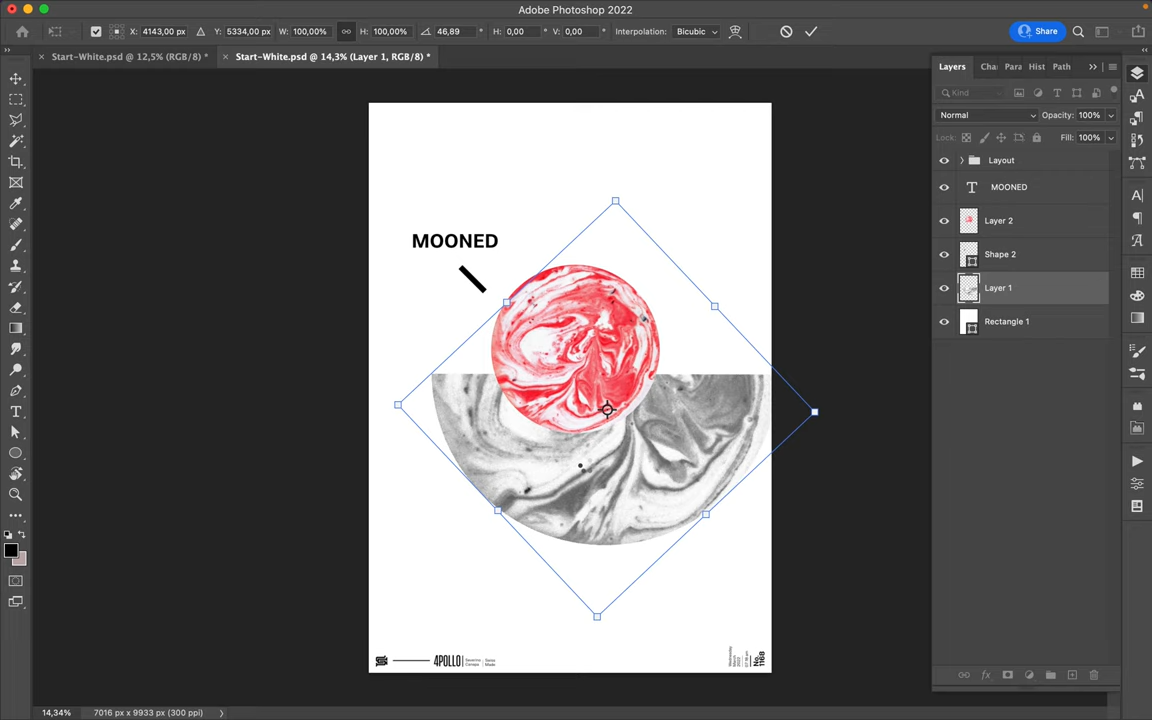 Adobe Photoshop 2022
X: 4143,00 px Y: 5334,00 px W: 100,00% H: 100,00% 46,89 ° H: 0,00 ° V: 0,00 ° Interpolation: Bicubic Share
Start-White.psd @ 12,5% (RGB/8) *
Start-White.psd @ 14,3% (Layer 1, RGB/8) *
Layers Cha Para Hist Path
Kind
Normal Opacity: 100%
Lock: Fill: 100%
Layout
MOONED
Layer 2
Shape 2
Layer 1
Rectangle 1
MOONED
4POLLO
No. 1168
14,34% 7016 px x 9933 px (300 ppi)